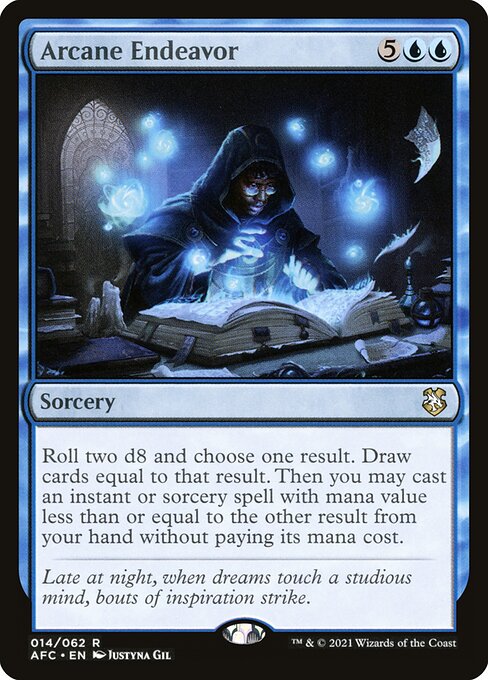 Arcane Endeavor 5
Sorcery
Roll two d8 and choose one result. Draw
cards equal to that result. Then you may cast
an instant or sorcery spell with mana value
less than or equal to the other result from
your hand without paying its mana cost.
Late at night, when dreams touch a studious
mind, bouts of inspiration strike.
014/062 R
AFC • EN Justyna Gil
™ & © 2021 Wizards of the Coast